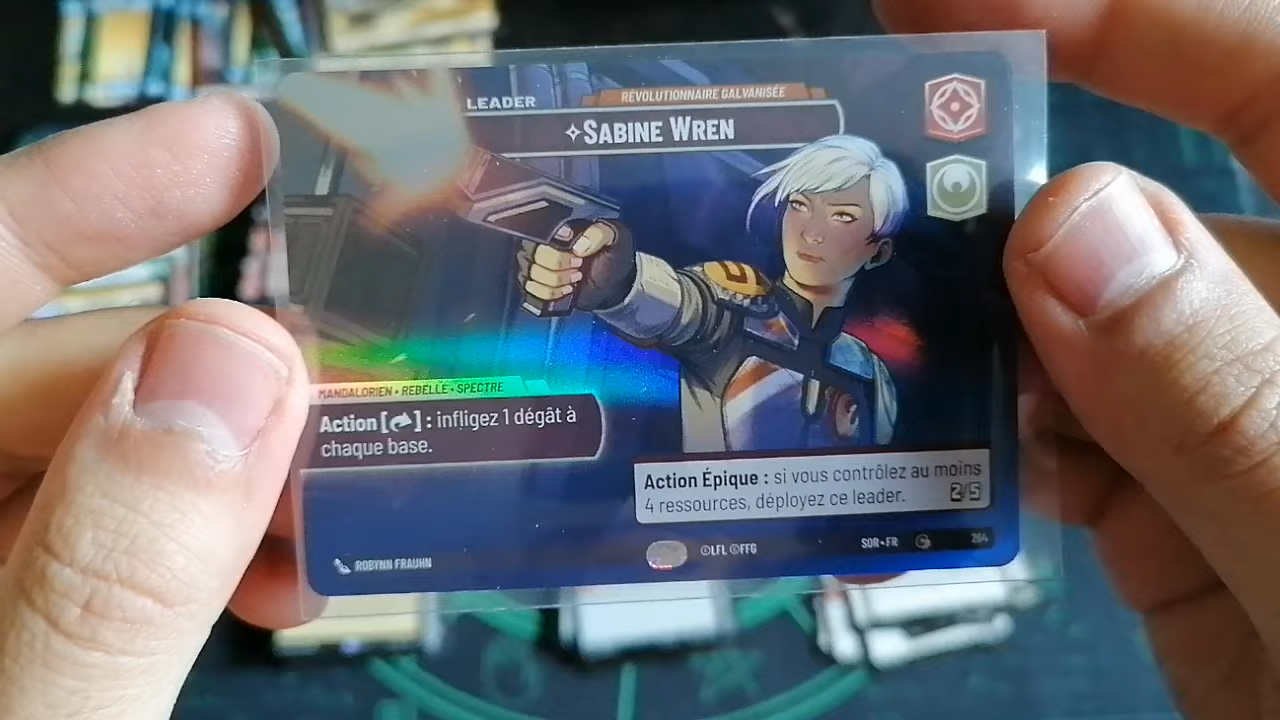 LEADER
RÉVOLUTIONNAIRE GALVANISÉE
SABINE WREN
MANDALORIEN • REBELLE • SPECTRE
Action [ ] : infligez 1 dégât à
chaque base.
Action Épique : si vous contrôlez au moins
4 ressources, déployez ce leader.
2/5
ROBYNN FRAUHN
©LFL ©FFG
SOR • FR
264